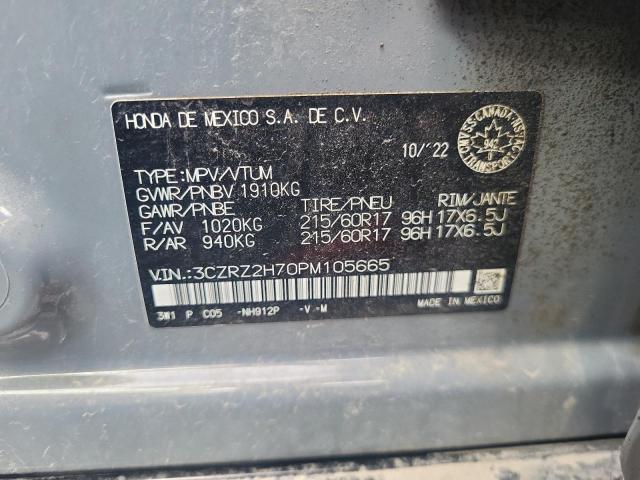 HONDA DE MEXICO S.A. DE C.V.
10/'22
TYPE:MPV/VTUM
GVWR/PNBV 1910KG
GAWR/PNBE TIRE/PNEU RIM/JANTE
F/AV 1020KG 215/60R17 96H 17X6.5J
R/AR 940KG 215/60R17 96H 17X6.5J
V.IN.:3CZRZ2H70PM105665
MADE IN MEXICO
3W1 P C05 -NH912P -V -M